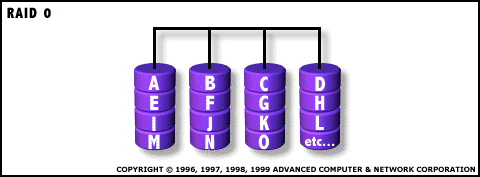 RAID 0
A B C D
E F G H
I J K L
M N O etc...
COPYRIGHT © 1996, 1997, 1998, 1999 ADVANCED COMPUTER & NETWORK CORPORATION